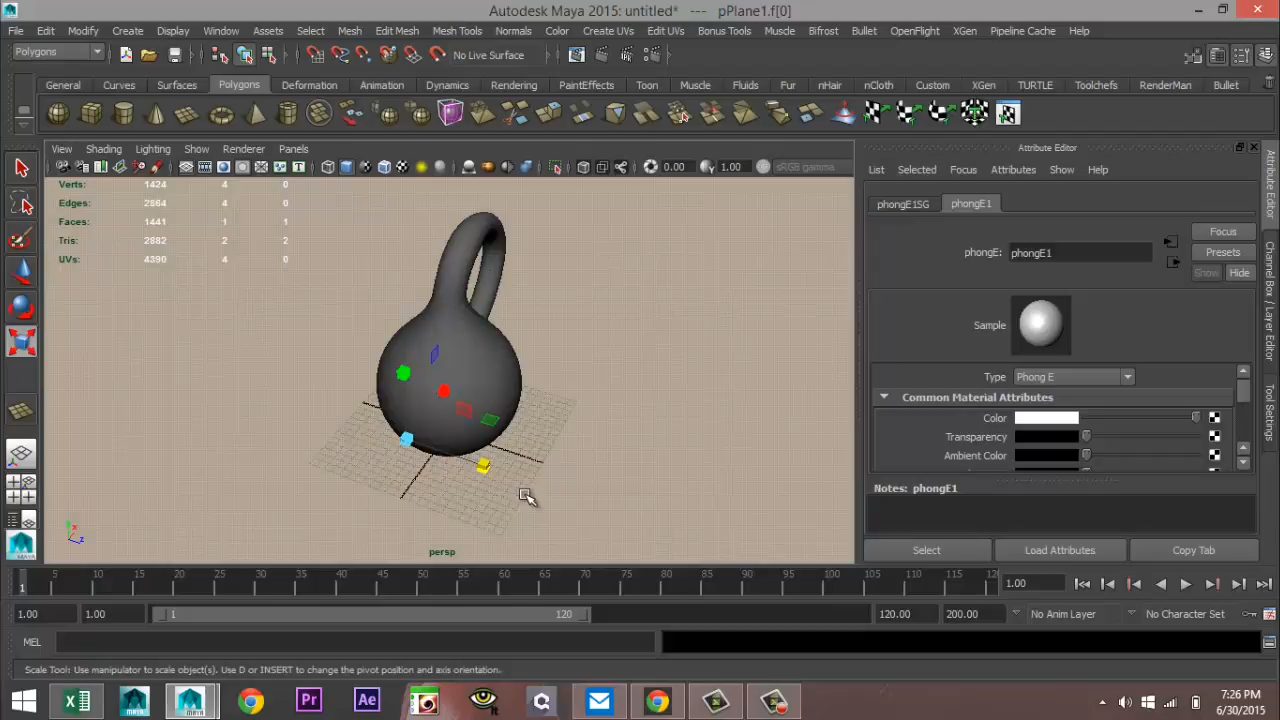 Autodesk Maya 2015: untitled* --- pPlane1.f[0]
File Edit Modify Create Display Window Assets Select Mesh Edit Mesh Mesh Tools Normals Color Create UVs Edit UVs Bonus Tools Muscle Bifrost Bullet OpenFlight XGen Pipeline Cache Help
Polygons No Live Surface
General Curves Surfaces Polygons Deformation Animation Dynamics Rendering PaintEffects Toon Muscle Fluids Fur nHair nCloth Custom XGen TURTLE Toolchefs RenderMan Bullet
View Shading Lighting Show Renderer Panels
0.00 1.00 sRGB gamma
Verts: 1424 4 0
Edges: 2864 4 0
Faces: 1441 1 1
Tris: 2882 2 2
UVs: 4390 4 0
persp
Attribute Editor
List Selected Focus Attributes Show Help
phongE1SG phongE1
Focus
phongE: phongE1 Presets
Show Hide
Sample
Type Phong E
Common Material Attributes
Color
Transparency
Ambient Color
Notes: phongE1
Select Load Attributes Copy Tab
Attribute Editor
Channel Box / Layer Editor
Tool Settings
1 5 10 15 20 25 30 35 40 45 50 55 60 65 70 75 80 85 90 95 100 105 110 115 12 1.00
1.00 1.00 1 120 120.00 200.00 No Anim Layer No Character Set
MEL
Scale Tool: Use manipulator to scale object(s). Use D or INSERT to change the pivot position and axis orientation.
MAYA MAYA Pr Ae it
7:26 PM
6/30/2015